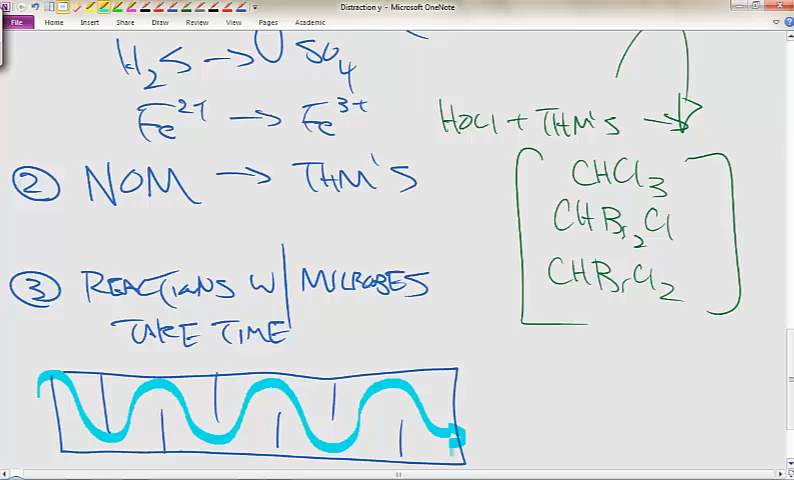 Distraction y - Microsoft OneNote
File Home Insert Share Draw Review View Pages Academic
H2S → SO4
Fe2+ → Fe3+
HOCl + THM's →
② NOM → THM's
CHCl3
CHBr2Cl
CHBrCl2
③ REACTIONS W/ MICROBES
TAKE TIME